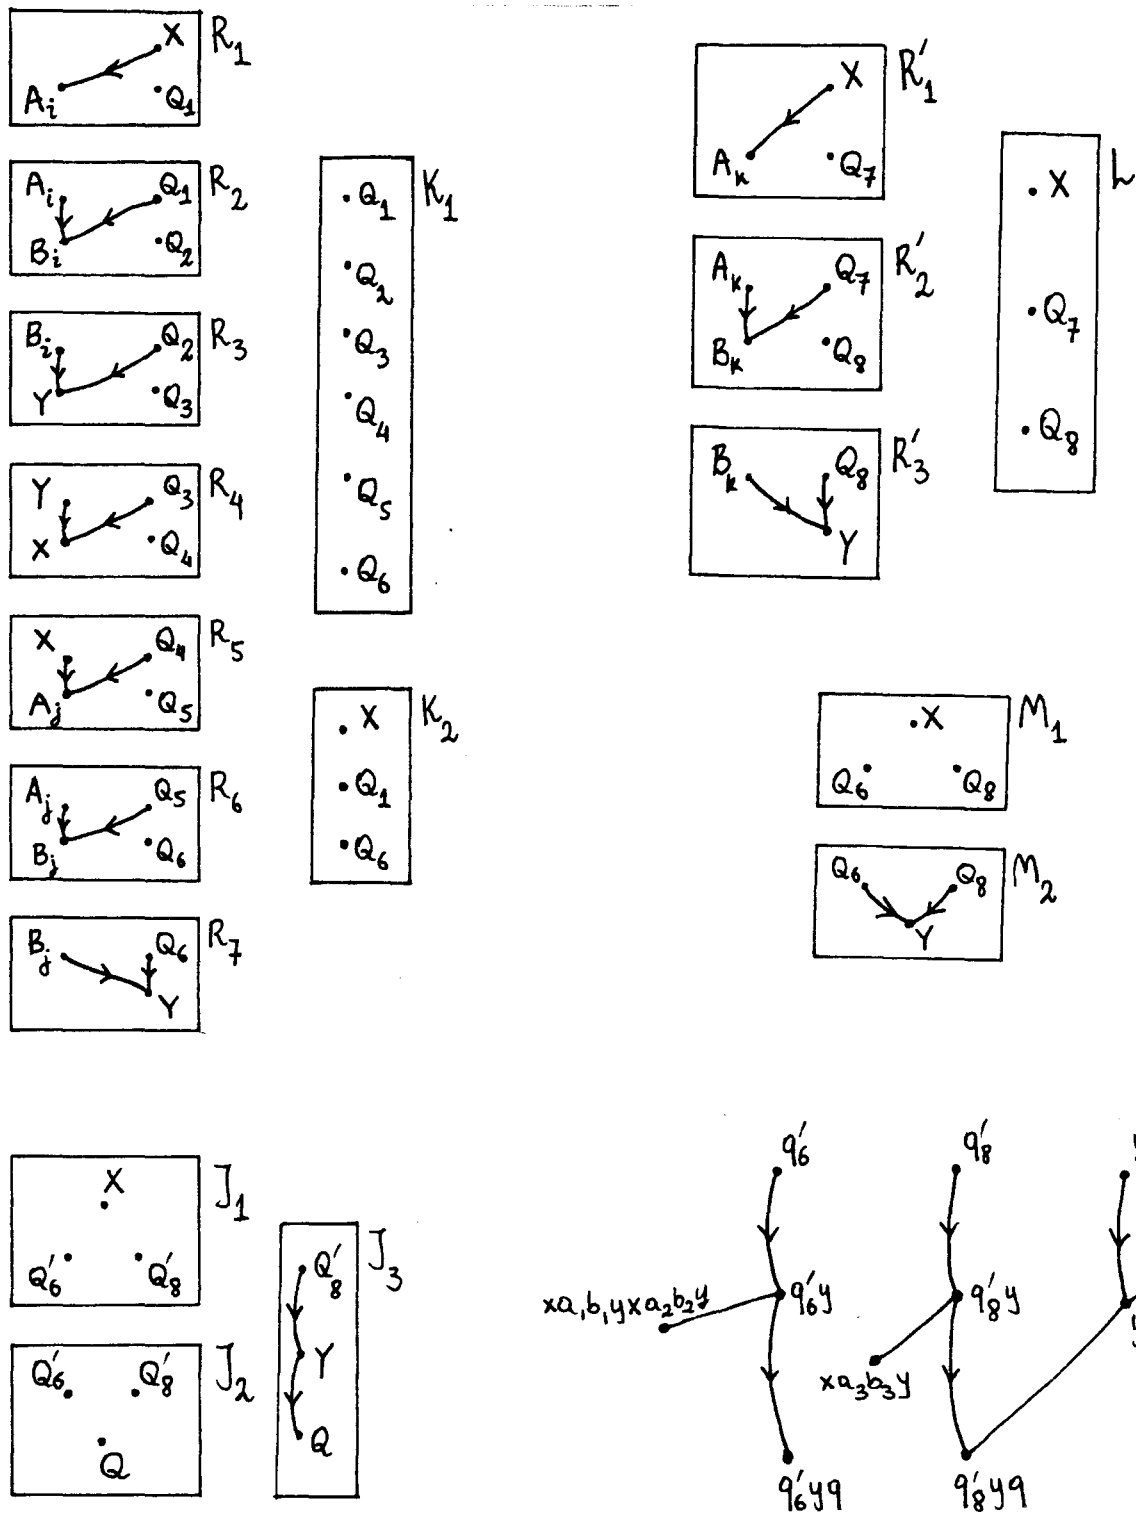 X R₁
Aᵢ Q₁
Aᵢ Q₁ R₂
Bᵢ Q₂
Bᵢ Q₂ R₃
Y Q₃
Y Q₃ R₄
X Q₄
X Q₄ R₅
Aⱼ Q₅
Aⱼ Q₅ R₆
Bⱼ Q₆
Bⱼ Q₆ R₇
Y
Q₁ K₁
Q₂
Q₃
Q₄
Q₅
Q₆
X K₂
Q₁
Q₆
X R′₁
Aₖ Q₇
Aₖ Q₇ R′₂
Bₖ Q₈
Bₖ Q₈ R′₃
Y
X L
Q₇
Q₈
X M₁
Q₆ Q₈
Q₆ Q₈ M₂
Y
X J₁
Q′₆ Q′₈
Q′₆ Q′₈ J₂
Q
Q′₈ J₃
Y
Q
q′₆ q′₈
xa₁b₁yxa₂b₂y q′₆y q′₈y
xa₃b₃y
q′₆yq q′₈yq